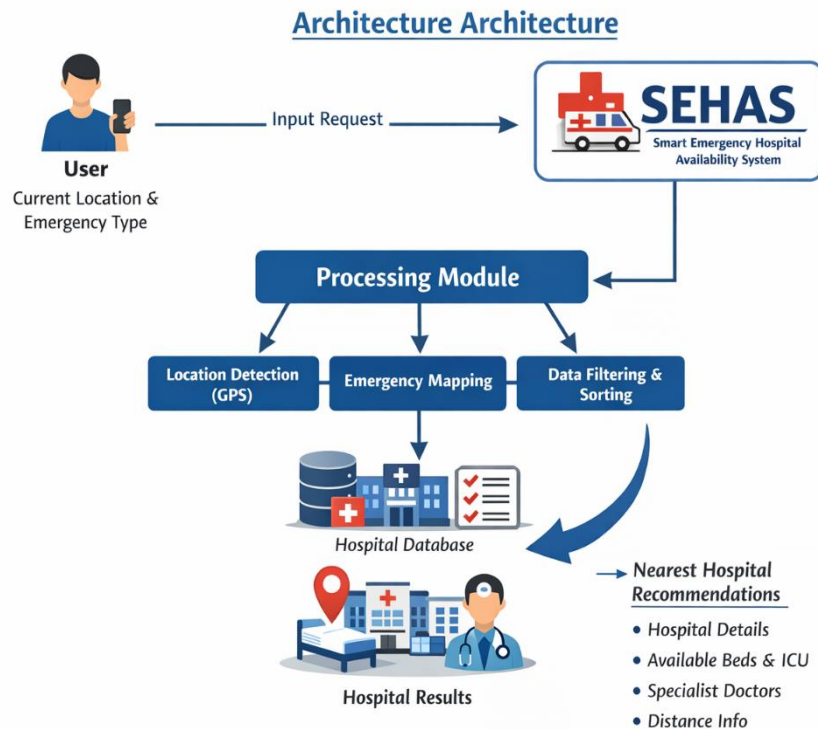 Architecture Architecture
Input Request
SEHAS
Smart Emergency Hospital
Availability System
User
Current Location &
Emergency Type
Processing Module
Location Detection
(GPS)
Emergency Mapping
Data Filtering &
Sorting
Hospital Database
Hospital Results
Nearest Hospital
Recommendations
• Hospital Details
• Available Beds & ICU
• Specialist Doctors
• Distance Info